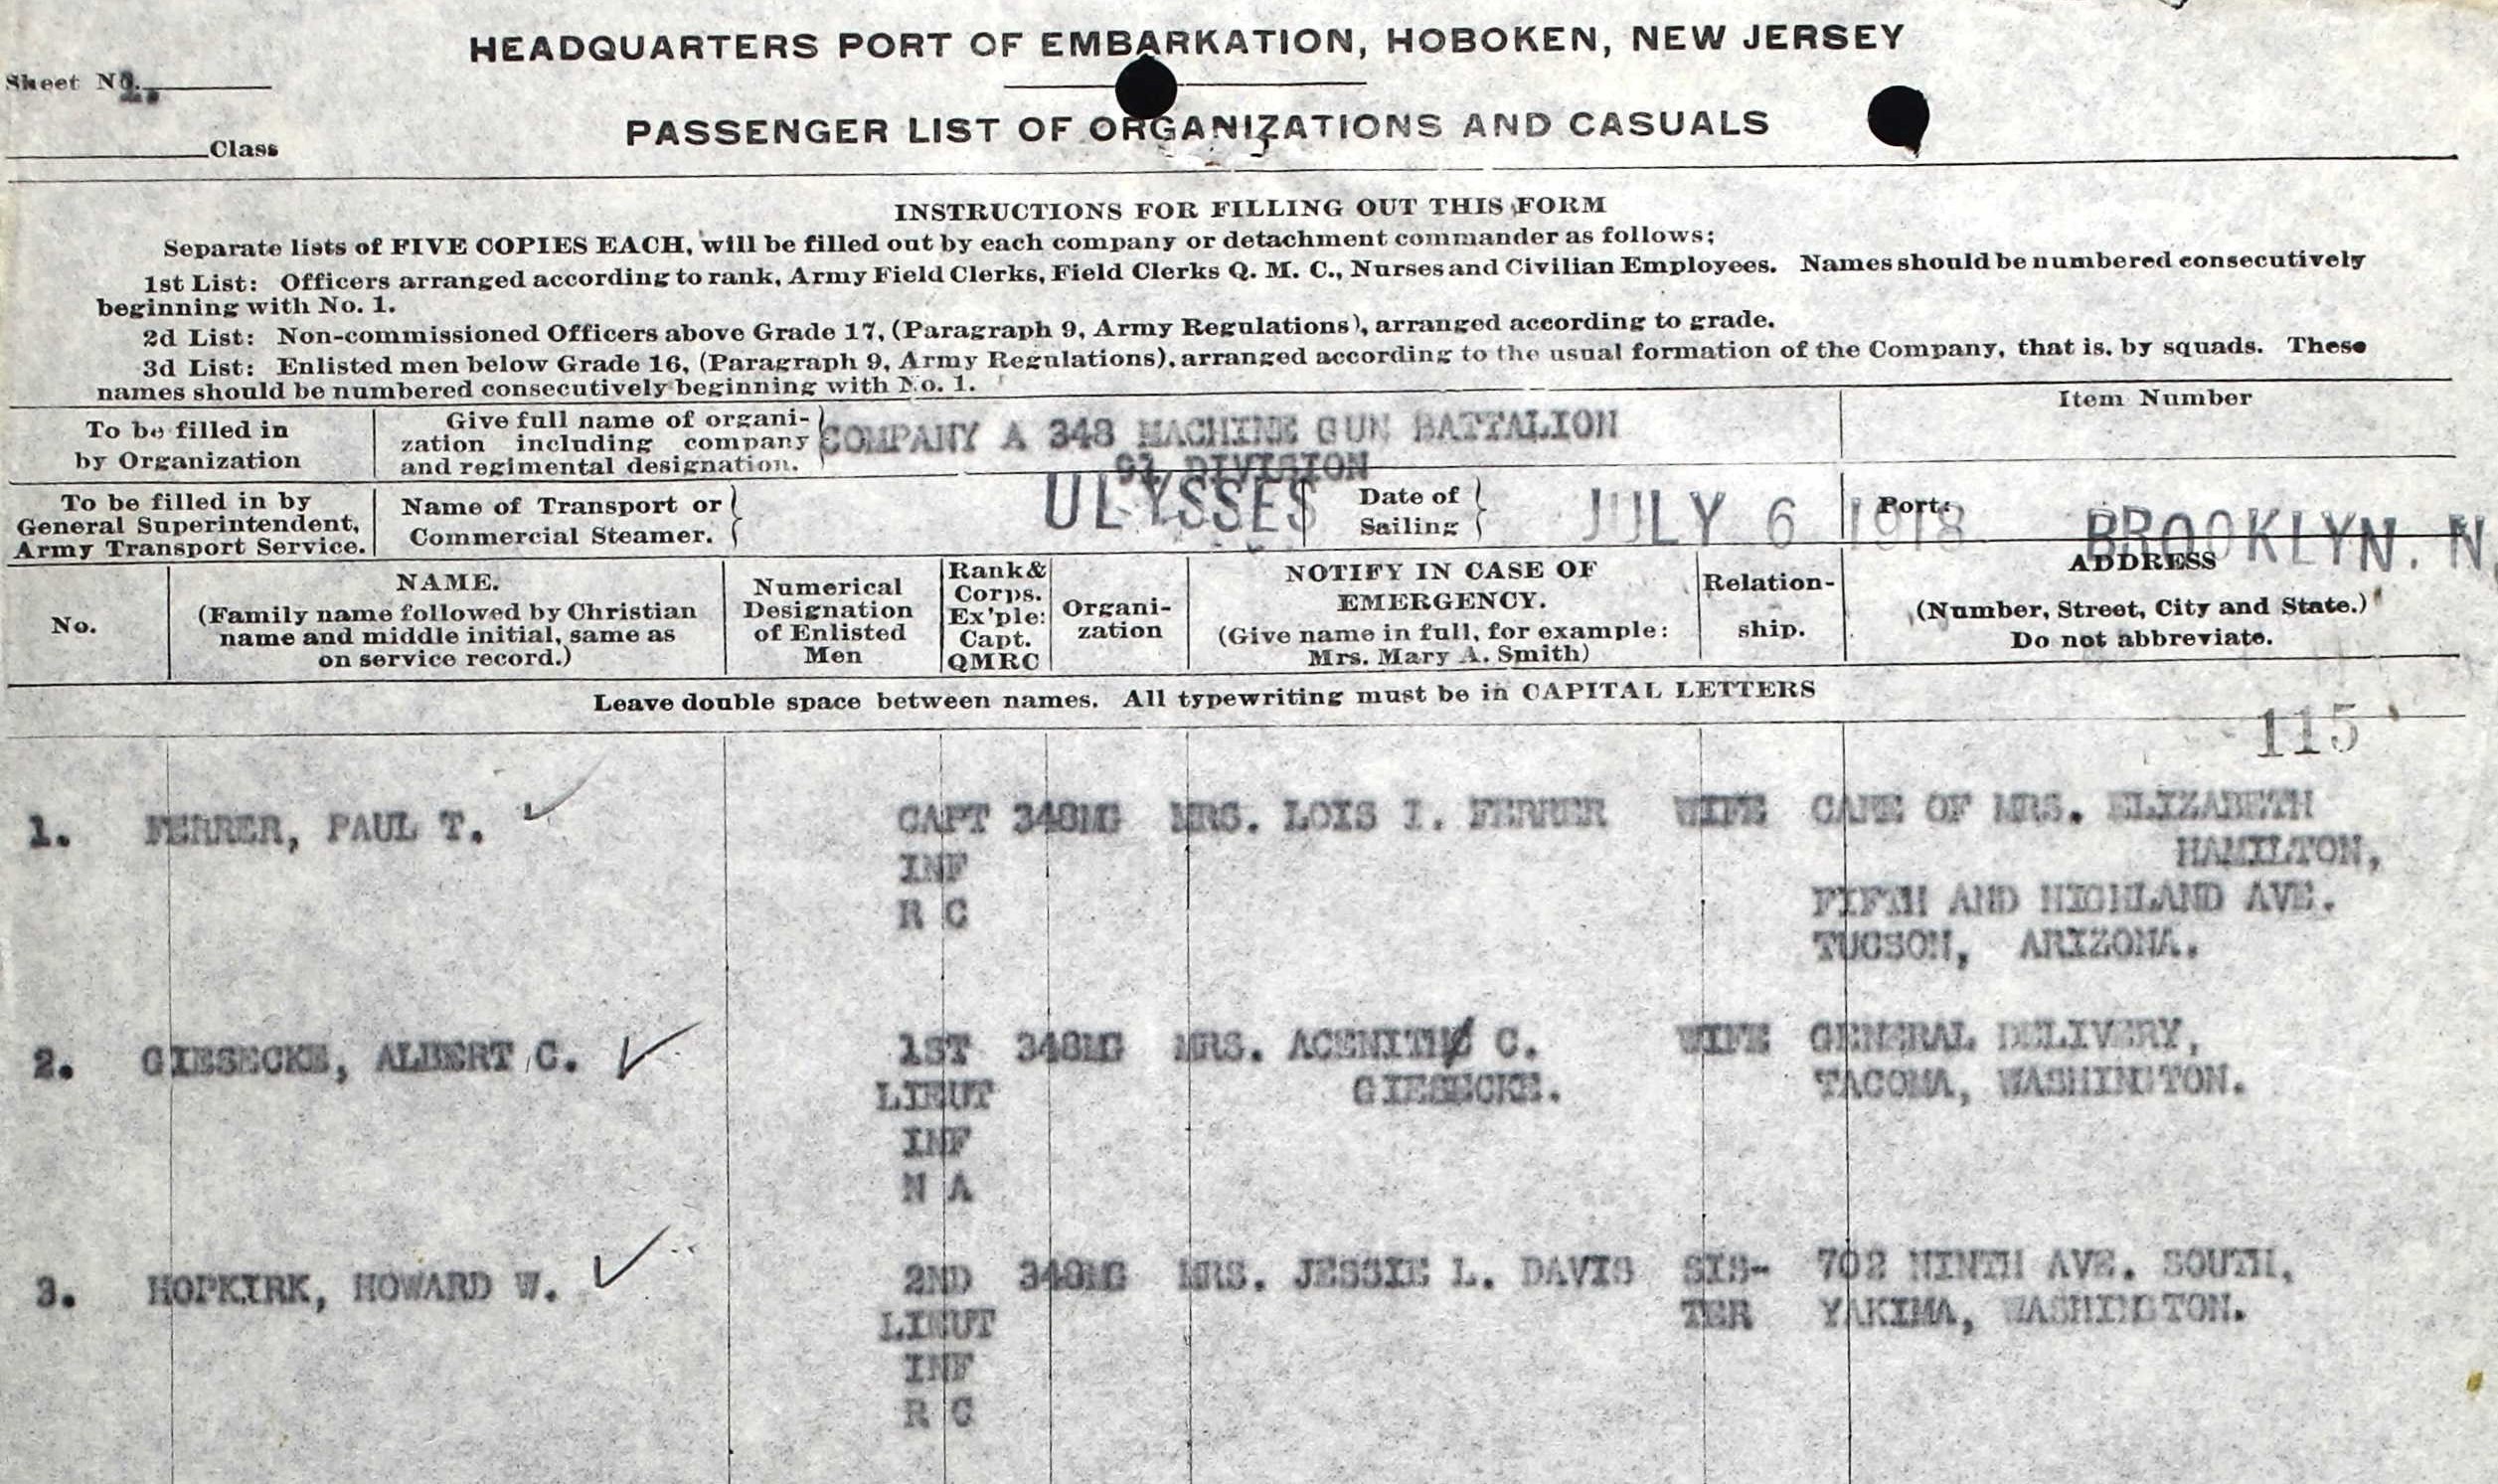 HEADQUARTERS PORT OF EMBARKATION, HOBOKEN, NEW JERSEY
Sheet No. 1.
PASSENGER LIST OF ORGANIZATIONS AND CASUALS
Class
INSTRUCTIONS FOR FILLING OUT THIS FORM
Separate lists of FIVE COPIES EACH, will be filled out by each company or detachment commander as follows;
1st List: Officers arranged according to rank, Army Field Clerks, Field Clerks Q. M. C., Nurses and Civilian Employees. Names should be numbered consecutively
beginning with No. 1.
2d List: Non-commissioned Officers above Grade 17, (Paragraph 9, Army Regulations), arranged according to grade.
3d List: Enlisted men below Grade 16, (Paragraph 9, Army Regulations), arranged according to the usual formation of the Company, that is, by squads. These
names should be numbered consecutively beginning with No. 1.
To be filled in
by Organization
Give full name of organi-
zation including company
and regimental designation.
COMPANY A 348 MACHINE GUN BATTALION
91 DIVISION
Item Number
To be filled in by
General Superintendent,
Army Transport Service.
Name of Transport or
Commercial Steamer.
ULYSSES
Date of
Sailing
JULY 6 1918
Port:
BROOKLYN. N.
No.
NAME.
(Family name followed by Christian
name and middle initial, same as
on service record.)
Numerical
Designation
of Enlisted
Men
Rank &
Corps.
Ex'ple:
Capt.
QMRC
Organi-
zation
NOTIFY IN CASE OF
EMERGENCY.
(Give name in full, for example:
Mrs. Mary A. Smith)
Relation-
ship.
ADDRESS
(Number, Street, City and State.)
Do not abbreviate.
Leave double space between names. All typewriting must be in CAPITAL LETTERS
115
1. FERRER, PAUL T. CAPT 348MG MRS. LOIS I. FERRER WIFE CARE OF MRS. ELIZABETH
INF HAMILTON,
R C FIFTH AND HIGHLAND AVE.
TUCSON, ARIZONA.
2. GIESECKE, ALBERT C. 1ST 348MG MRS. ACENITH C. WIFE GENERAL DELIVERY,
LIEUT GIESECKE. TACOMA, WASHINGTON.
INF
N A
3. HOPKIRK, HOWARD W. 2ND 348MG MRS. JESSIE L. DAVIS SIS- 702 NINTH AVE. SOUTH,
LIEUT TER YAKIMA, WASHINGTON.
INF
R C